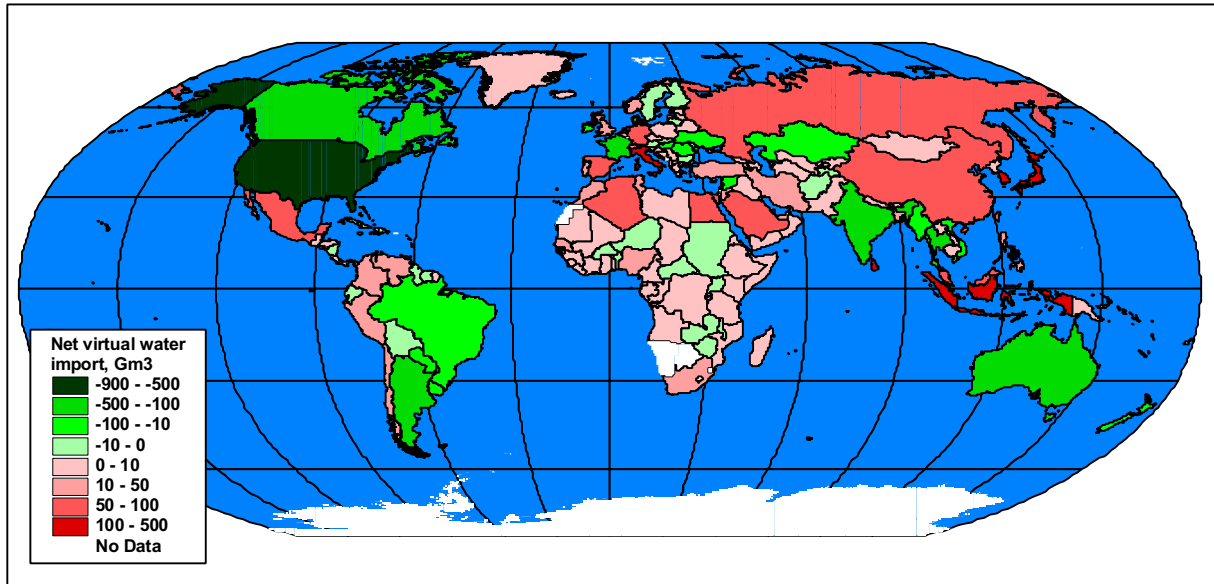 Net virtual water
import, Gm3
-900 - -500
-500 - -100
-100 - -10
-10 - 0
0 - 10
10 - 50
50 - 100
100 - 500
No Data